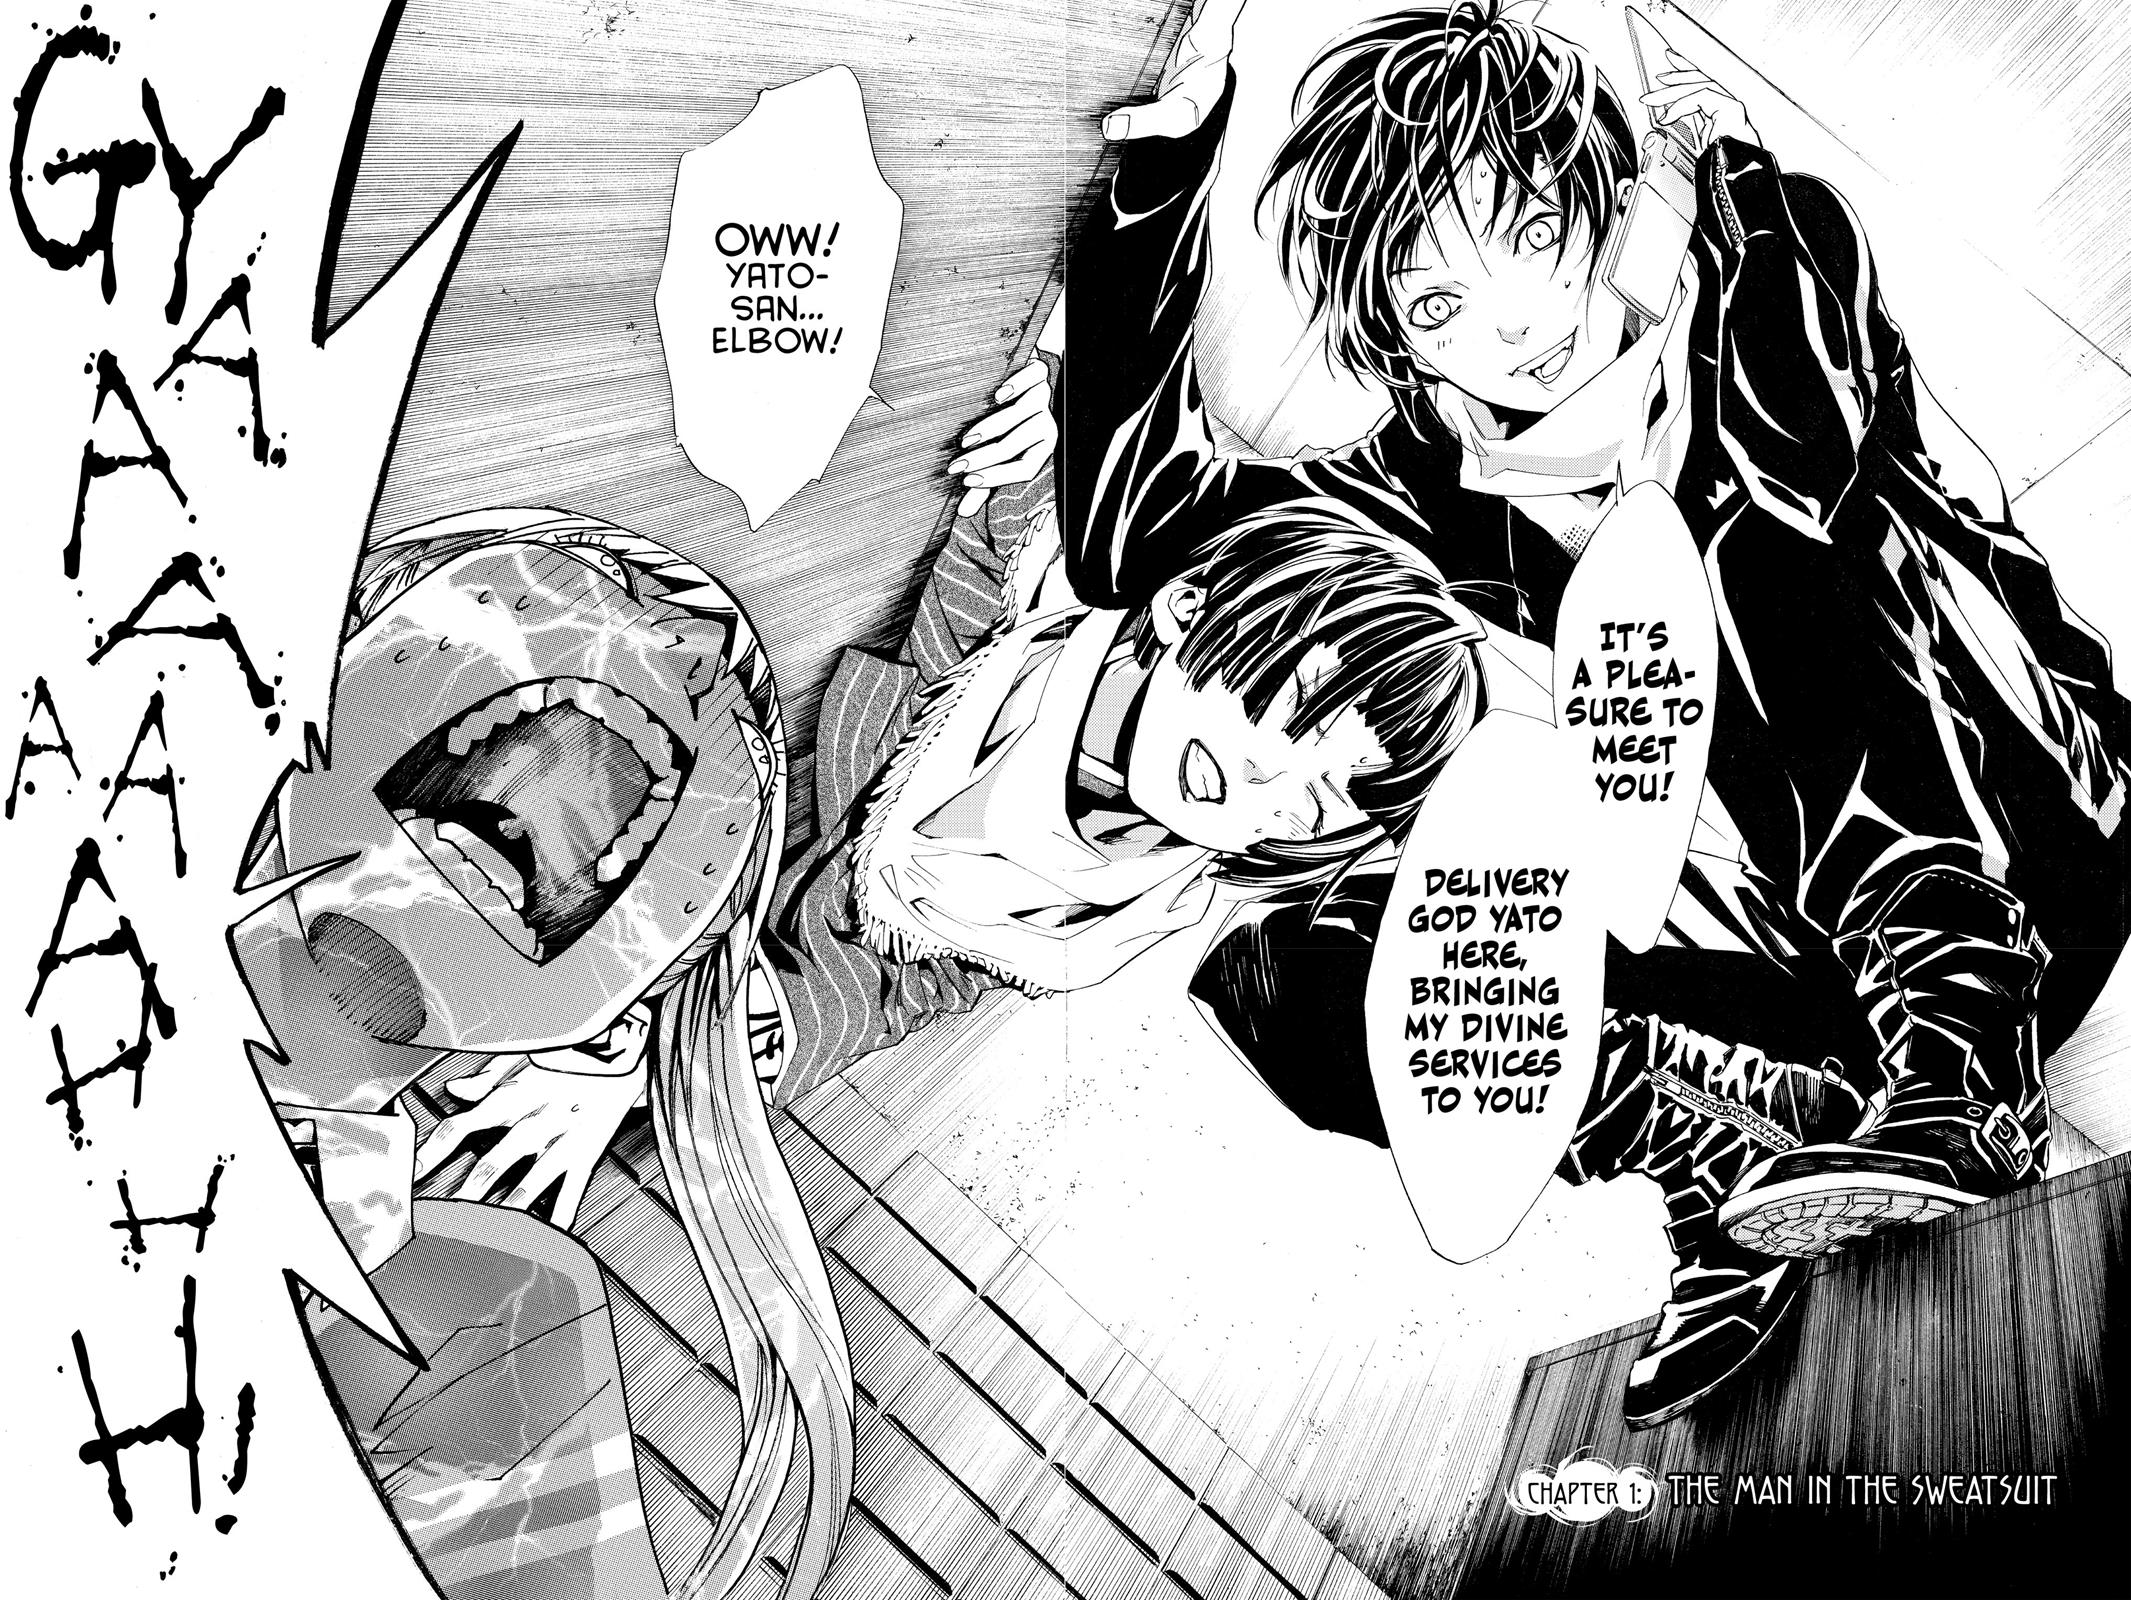 IT'S
A PLEA-
SURE TO
MEET
YOU!
DELIVERY
GOD YATO
HERE,
BRINGING
MY DIVINE
SERVICES
TO YOU!
OWW!
YATO-
SAN...
ELBOW!
GYAAAAAAAHHHH!
CHAPTER 1: THE MAN IN THE SWEATSUIT